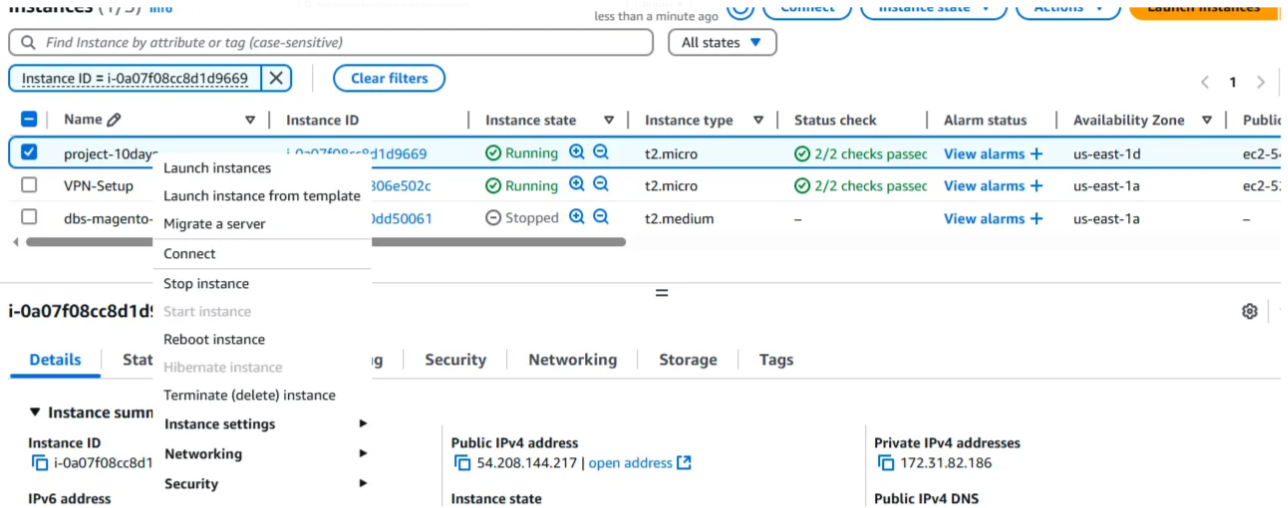 Instances (1/3) Info
less than a minute ago
Connect
Instance state
Actions
Launch instances
Find Instance by attribute or tag (case-sensitive)
All states
Instance ID = i-0a07f08cc8d1d9669
Clear filters
1
Name Instance ID Instance state Instance type Status check Alarm status Availability Zone Public
project-10days i-0a07f08cc8d1d9669 Running t2.micro 2/2 checks passec View alarms + us-east-1d ec2-5
VPN-Setup 806e502c Running t2.micro 2/2 checks passec View alarms + us-east-1a ec2-5
dbs-magento- 0dd50061 Stopped t2.medium – View alarms + us-east-1a –
Launch instances
Launch instance from template
Migrate a server
Connect
Stop instance
Start instance
Reboot instance
Hibernate instance
Terminate (delete) instance
Instance settings
Networking
Security
i-0a07f08cc8d1d9
Details Stat g Security Networking Storage Tags
Instance summ
Instance ID
i-0a07f08cc8d1
IPv6 address
Public IPv4 address
54.208.144.217 | open address
Instance state
Private IPv4 addresses
172.31.82.186
Public IPv4 DNS